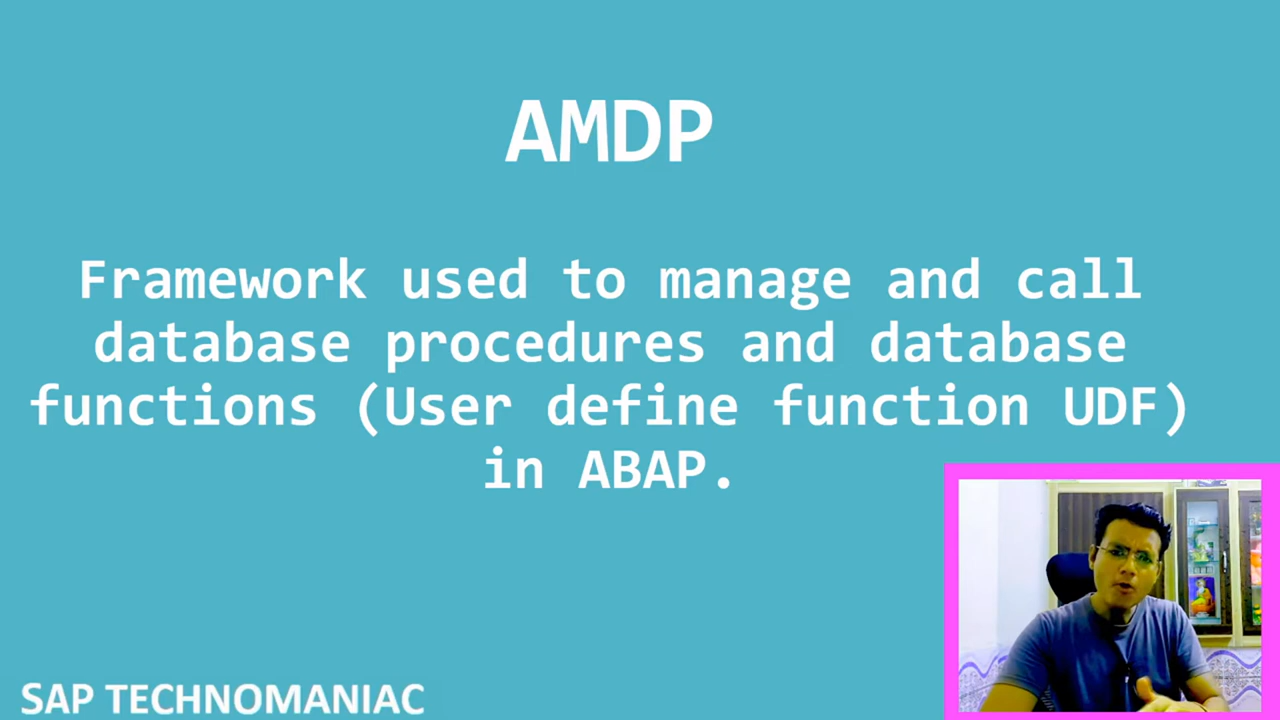 AMDP
Framework used to manage and call
database procedures and database
functions (User define function UDF)
in ABAP.
SAP TECHNOMANIAC